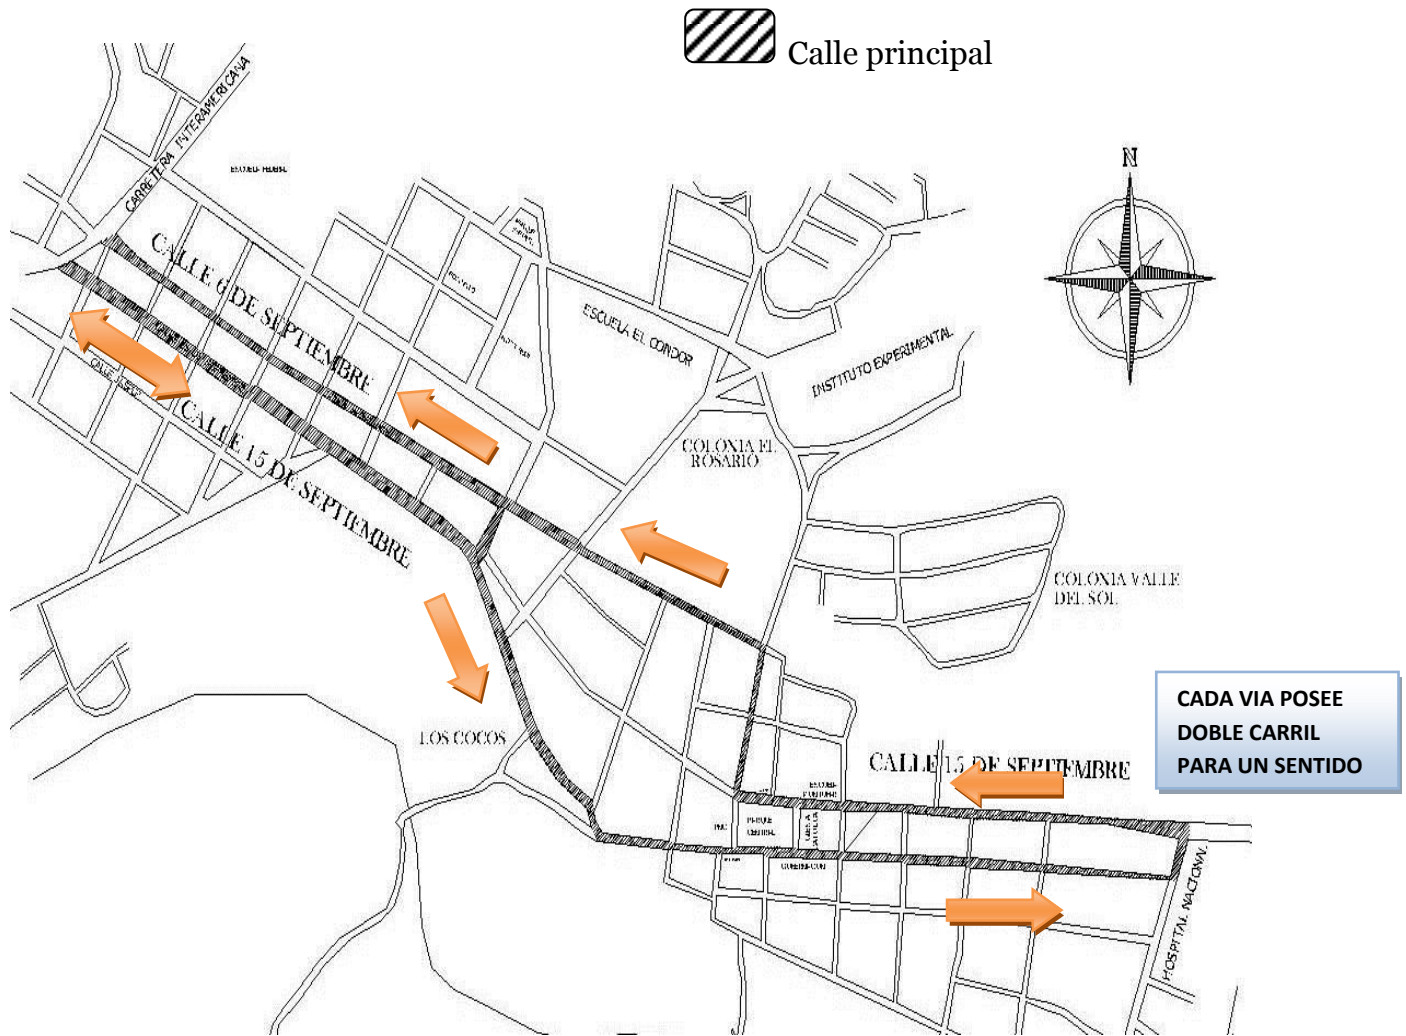 Calle principal
CARRETERA INTERAMERICANA
N
CALLE 6 DE SEPTIEMBRE
ESCUELA EL CONDOR
INSTITUTO EXPERIMENTAL
CALLE 15 DE SEPTIEMBRE
COLONIA EL
ROSARIO
COLONIA VALLE
DEL SOL
CADA VIA POSEE
DOBLE CARRIL
PARA UN SENTIDO
LOS COCOS
CALLE 15 DE SEPTIEMBRE
PARQUE
CENTRAL
HOSPITAL NACIONAL